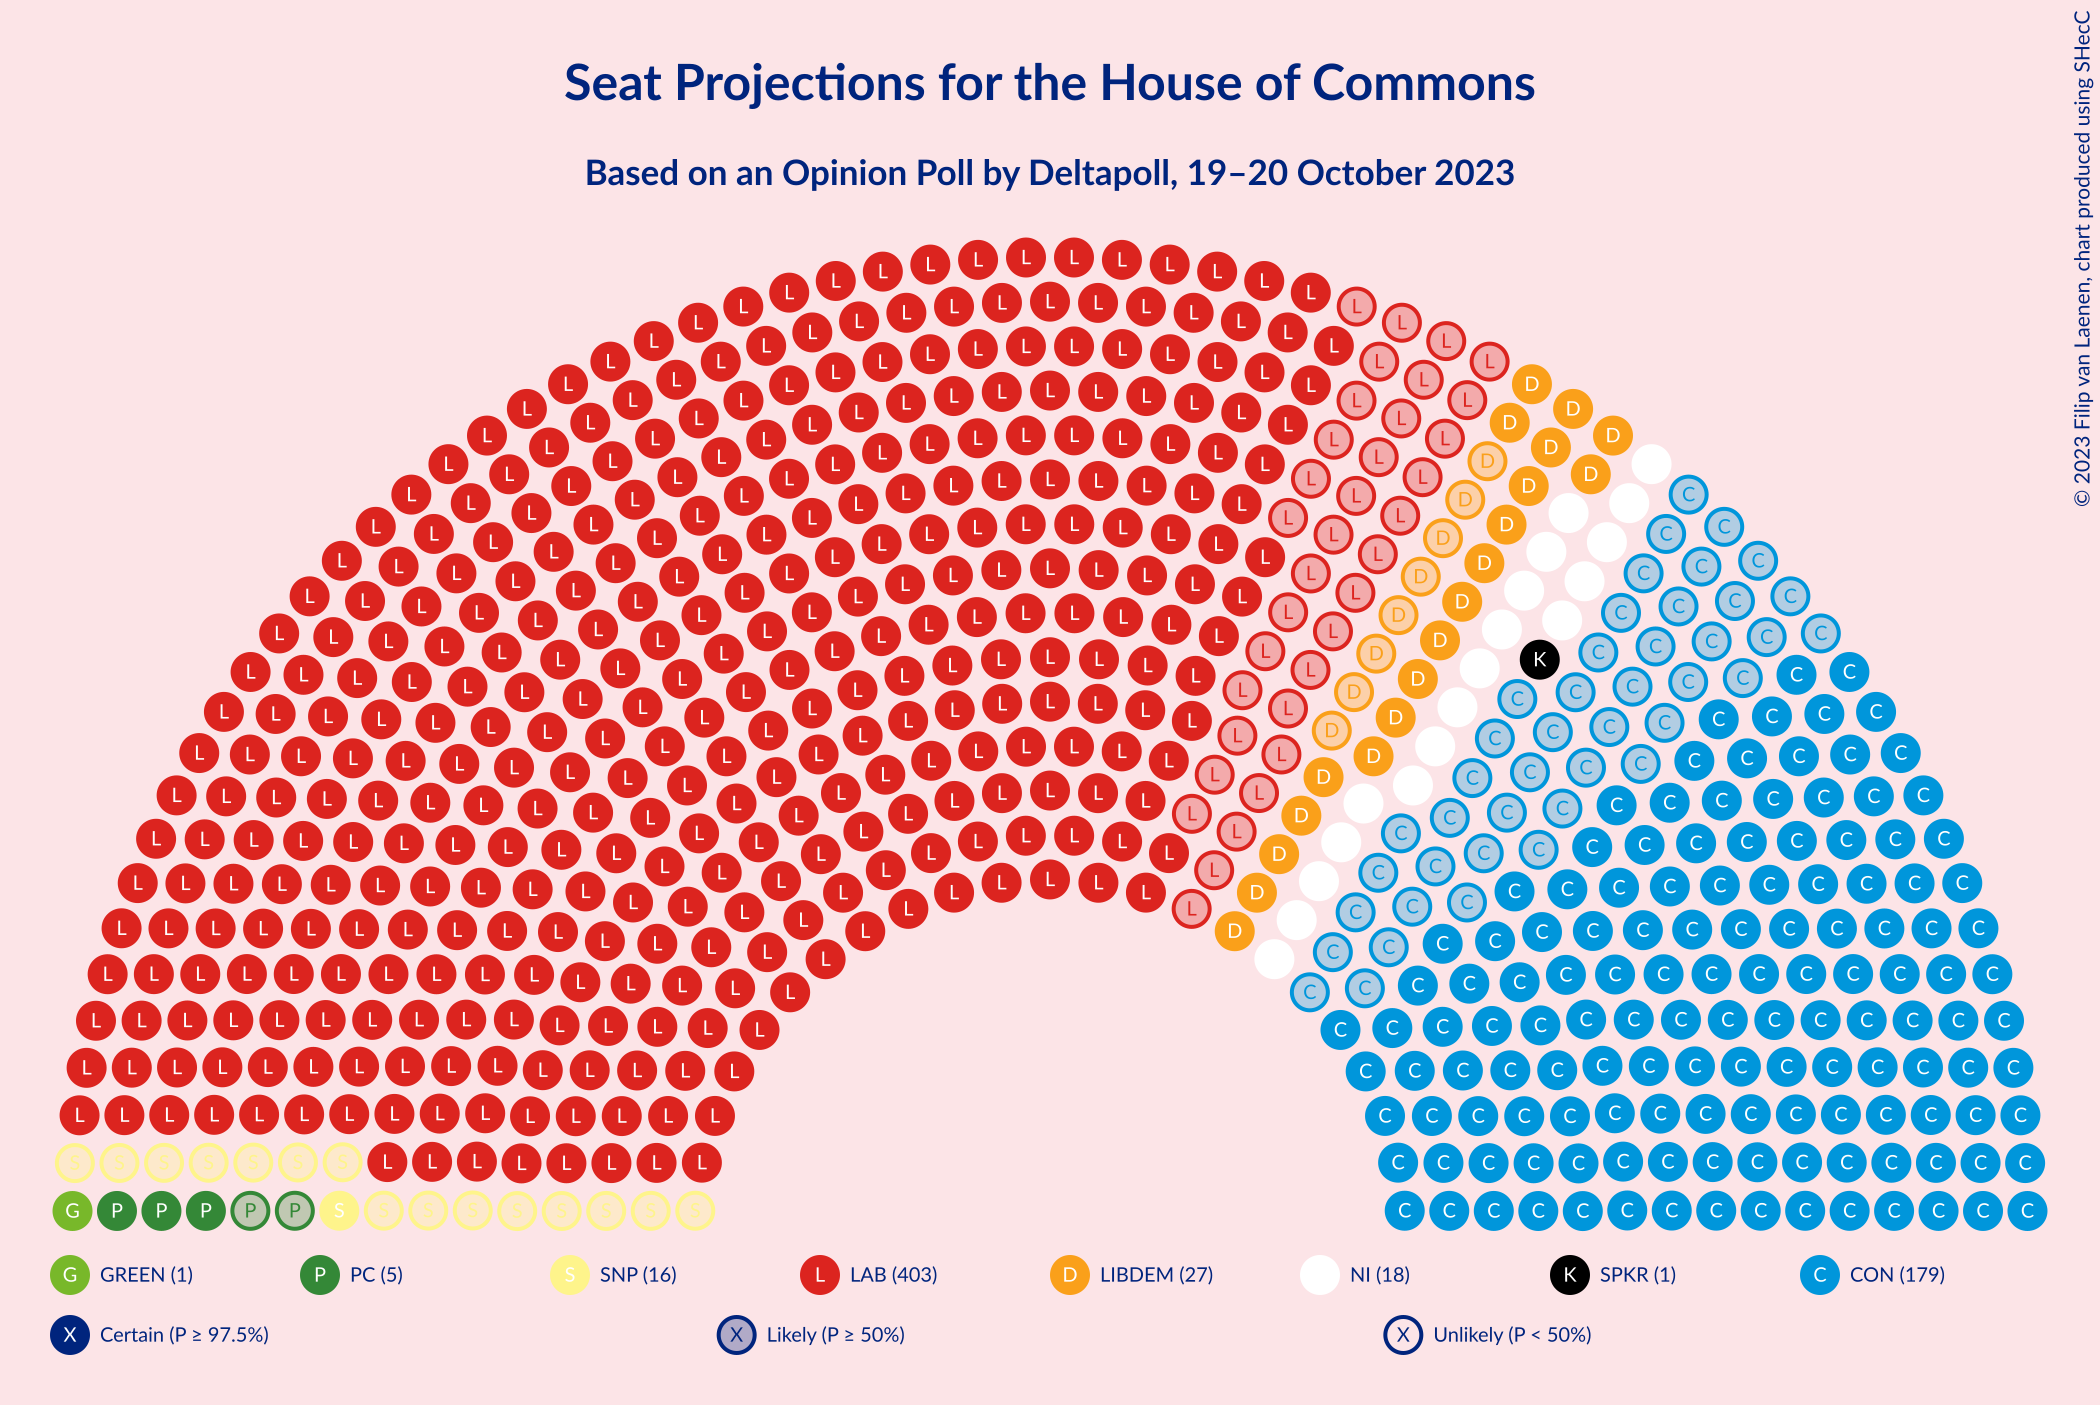 Seat Projections for the House of Commons
Based on an Opinion Poll by Deltapoll, 19–20 October 2023
© 2023 Filip van Laenen, chart produced using SHecC
G GREEN (1) P PC (5) S SNP (16) L LAB (403) D LIBDEM (27) NI (18) K SPKR (1) C CON (179)
X Certain (P ≥ 97.5%) X Likely (P ≥ 50%) X Unlikely (P < 50%)